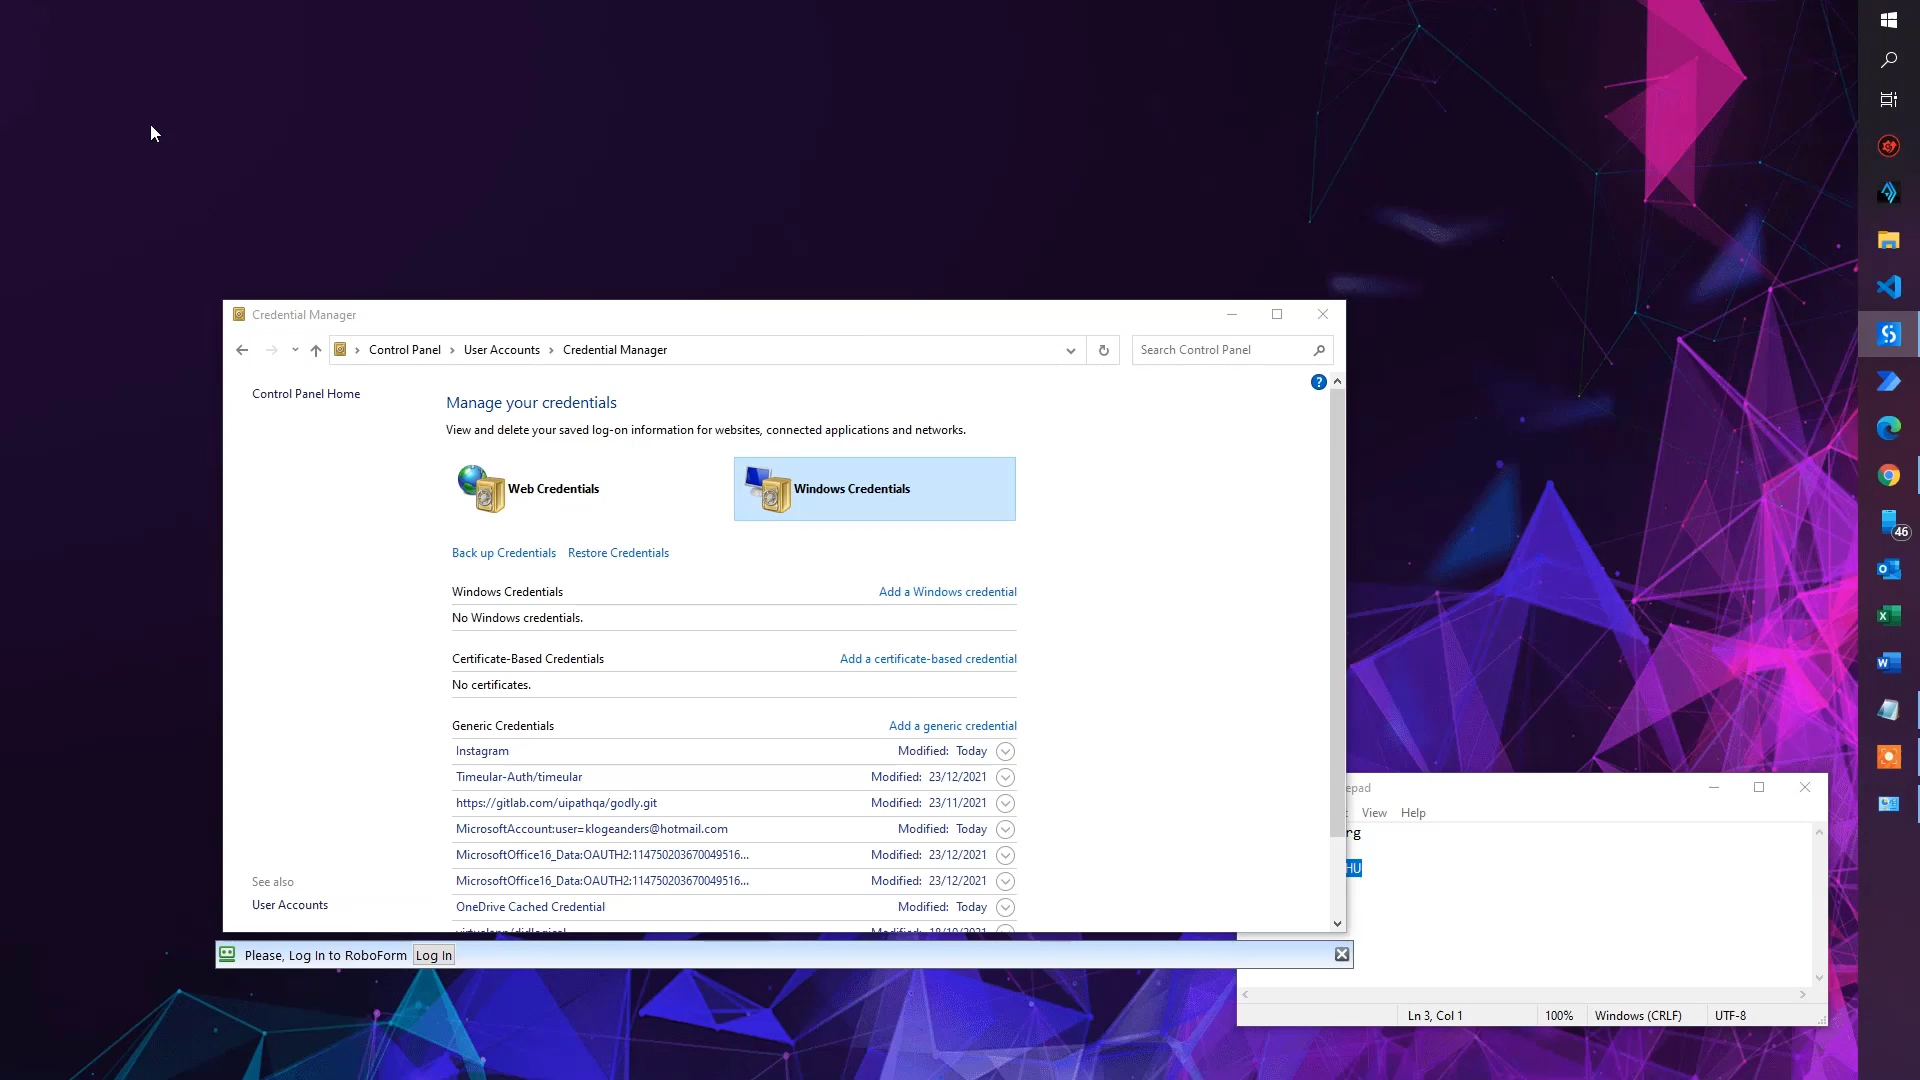 Credential Manager
Control Panel
User Accounts
Credential Manager
Search Control Panel
Control Panel Home
?
Manage your credentials
View and delete your saved log-on information for websites, connected applications and networks.
Web Credentials
Windows Credentials
Back up Credentials
Restore Credentials
Windows Credentials
Add a Windows credential
No Windows credentials.
Certificate-Based Credentials
Add a certificate-based credential
No certificates.
Generic Credentials
Add a generic credential
Instagram
Modified: Today
Timeular-Auth/timeular
Modified: 23/12/2021
https://gitlab.com/uipathqa/godly.git
Modified: 23/11/2021
MicrosoftAccount:user=klogeanders@hotmail.com
Modified: Today
MicrosoftOffice16_Data:OAUTH2:114750203670049516...
Modified: 23/12/2021
MicrosoftOffice16_Data:OAUTH2:114750203670049516...
Modified: 23/12/2021
OneDrive Cached Credential
Modified: Today
See also
User Accounts
Please, Log In to RoboForm
Log In
epad
View
Help
rg
HU
Ln 3, Col 1
100%
Windows (CRLF)
UTF-8
46